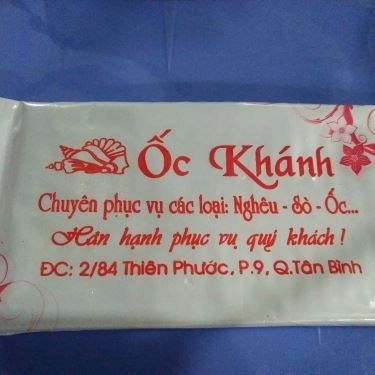 Ốc Khánh
Chuyên phục vụ các loại: Nghêu - Sò - Ốc...
Hân hạnh phục vụ quý khách!
ĐC: 2/84 Thiên Phước, P.9, Q.Tân Bình